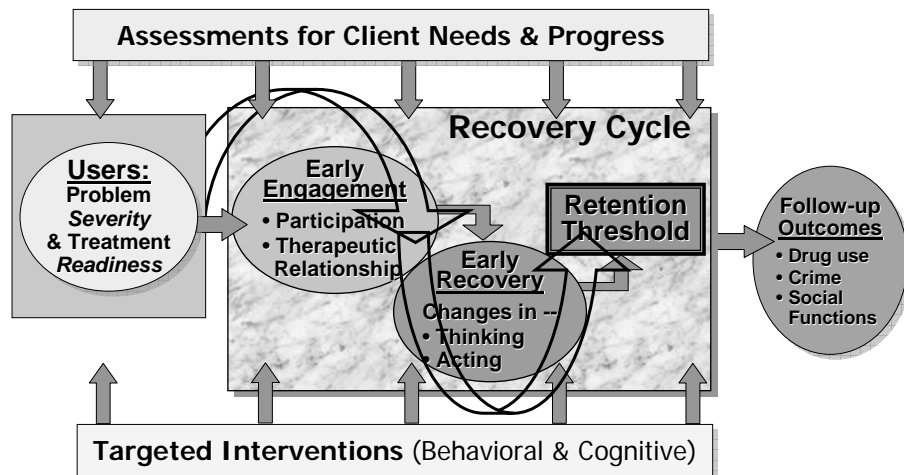 Assessments for Client Needs & Progress
Recovery Cycle
Users:
Problem
Severity
& Treatment
Readiness
Early
Engagement
• Participation
• Therapeutic
Relationship
Early
Recovery
Changes in --
• Thinking
• Acting
Retention
Threshold
Follow-up
Outcomes
• Drug use
• Crime
• Social
Functions
Targeted Interventions (Behavioral & Cognitive)